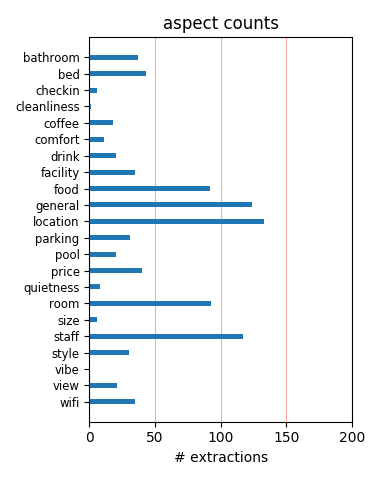 aspect counts
bathroom
bed
checkin
cleanliness
coffee
comfort
drink
facility
food
general
location
parking
pool
price
quietness
room
size
staff
style
vibe
view
wifi
0 50 100 150 200
# extractions